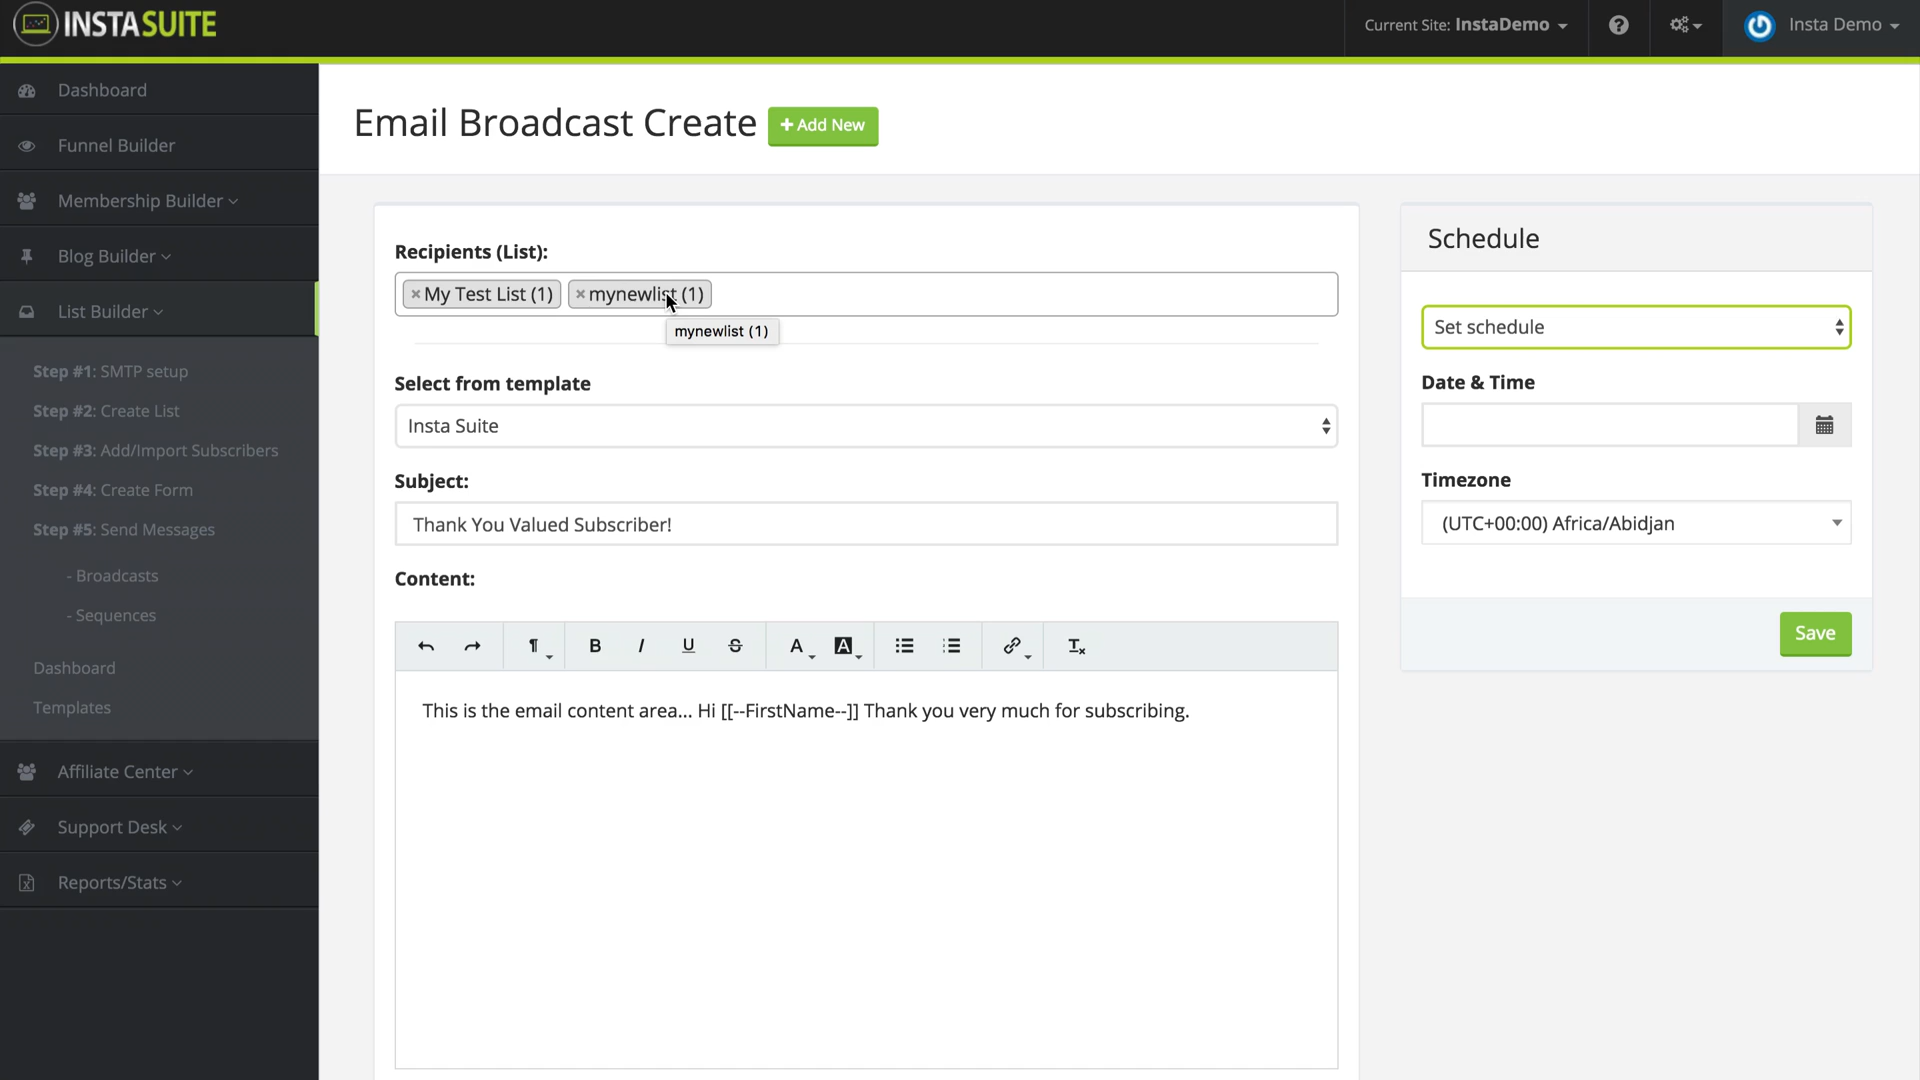 INSTASUITE
Current Site: InstaDemo
Insta Demo
Dashboard
Funnel Builder
Membership Builder
Blog Builder
List Builder
Step #1: SMTP setup
Step #2: Create List
Step #3: Add/Import Subscribers
Step #4: Create Form
Step #5: Send Messages
- Broadcasts
- Sequences
Dashboard
Templates
Affiliate Center
Support Desk
Reports/Stats
Email Broadcast Create
+ Add New
Recipients (List):
×My Test List (1) ×mynewlist (1)
mynewlist (1)
Select from template
Insta Suite
Subject:
Thank You Valued Subscriber!
Content:
This is the email content area... Hi [[--FirstName--]] Thank you very much for subscribing.
Schedule
Set schedule
Date & Time
Timezone
(UTC+00:00) Africa/Abidjan
Save